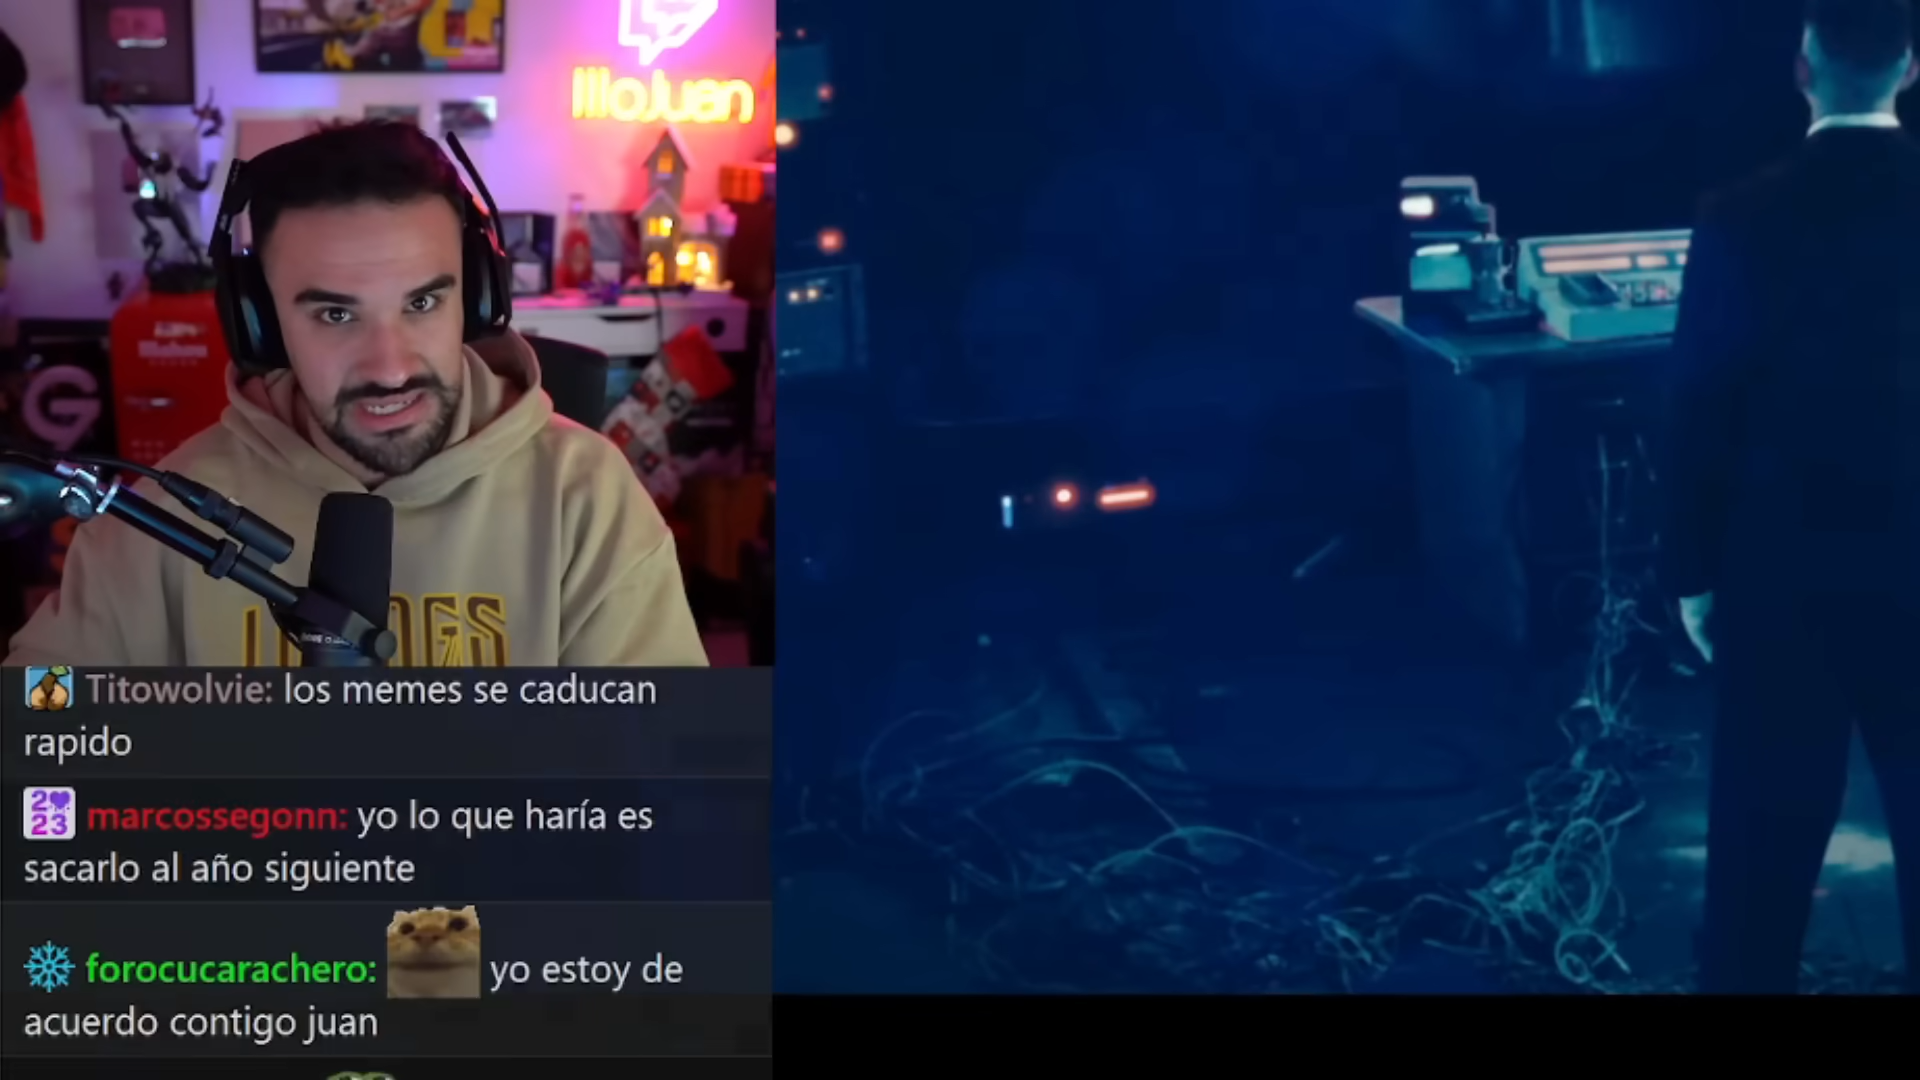 IlloJuan
Titowolvie: los memes se caducan
rapido
2023
marcossegonn: yo lo que haría es
sacarlo al año siguiente
forocucarachero: yo estoy de
acuerdo contigo juan